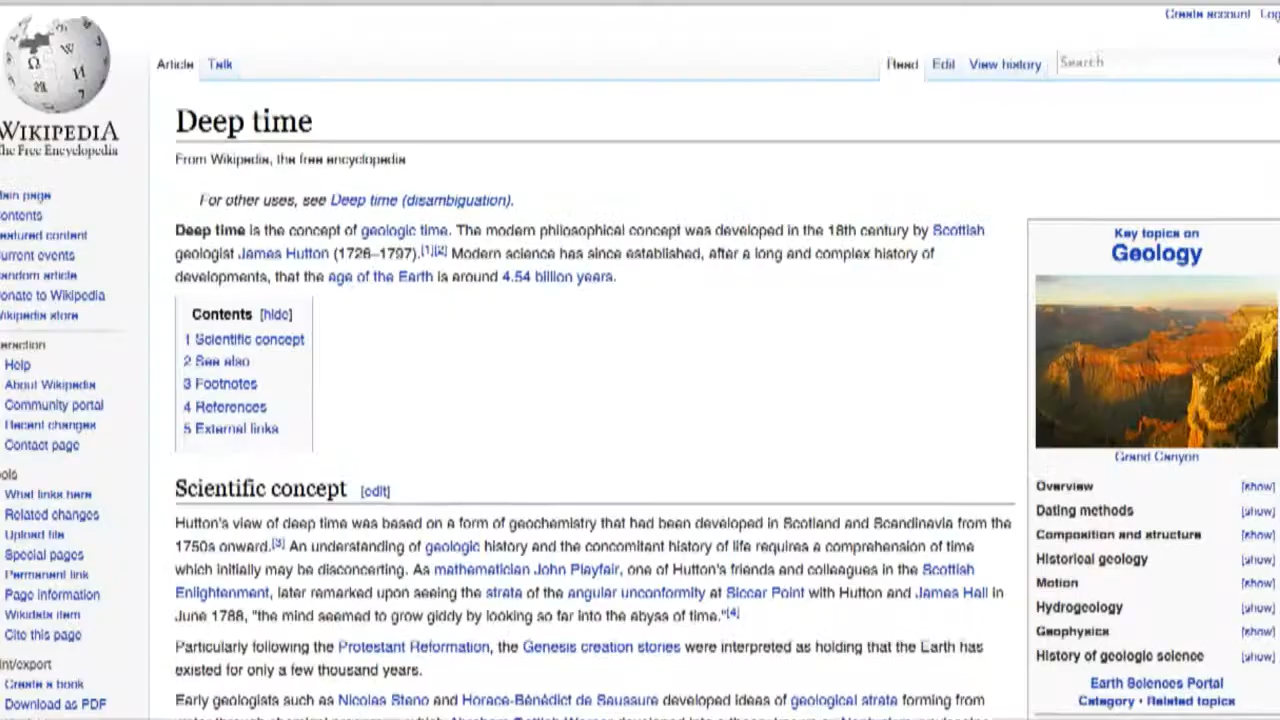 Create account
Article Talk Read Edit View history Search
WIKIPEDIA
The Free Encyclopedia
Deep time
From Wikipedia, the free encyclopedia
For other uses, see Deep time (disambiguation).
Deep time is the concept of geologic time. The modern philosophical concept was developed in the 18th century by Scottish
geologist James Hutton (1726–1797).[1][2] Modern science has since established, after a long and complex history of
developments, that the age of the Earth is around 4.54 billion years.
Contents [hide]
1 Scientific concept
2 See also
3 Footnotes
4 References
5 External links
Scientific concept [edit]
Hutton's view of deep time was based on a form of geochemistry that had been developed in Scotland and Scandinavia from the
1750s onward.[3] An understanding of geologic history and the concomitant history of life requires a comprehension of time
which initially may be disconcerting. As mathematician John Playfair, one of Hutton's friends and colleagues in the Scottish
Enlightenment, later remarked upon seeing the strata of the angular unconformity at Siccar Point with Hutton and James Hall in
June 1788, "the mind seemed to grow giddy by looking so far into the abyss of time."[4]
Particularly following the Protestant Reformation, the Genesis creation stories were interpreted as holding that the Earth has
existed for only a few thousand years.
Early geologists such as Nicolas Steno and Horace-Bénédict de Saussure developed ideas of geological strata forming from
ain page
ontents
eatured content
urrent events
andom article
onate to Wikipedia
ikipedia store
eraction
Help
About Wikipedia
Community portal
Recent changes
Contact page
ols
What links here
Related changes
Upload file
Special pages
Permanent link
Page information
Wikidata item
Cite this page
int/export
Create a book
Download as PDF
Key topics on
Geology
Grand Canyon
Overview [show]
Dating methods [show]
Composition and structure [show]
Historical geology [show]
Motion [show]
Hydrogeology [show]
Geophysics [show]
History of geologic science [show]
Earth Sciences Portal
Category • Related topics